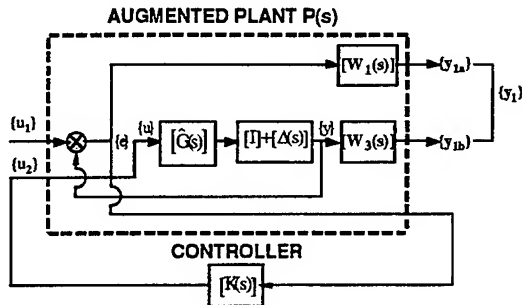 AUGMENTED PLANT P(s)
[W₁(s)]
{y₁ₐ}
{y₁}
{u₁}
{e}
{u}
[Ĝ(s)]
[I]+[Δ(s)]
{y}
[W₃(s)]
{y₁b}
{u₂}
CONTROLLER
[K(s)]